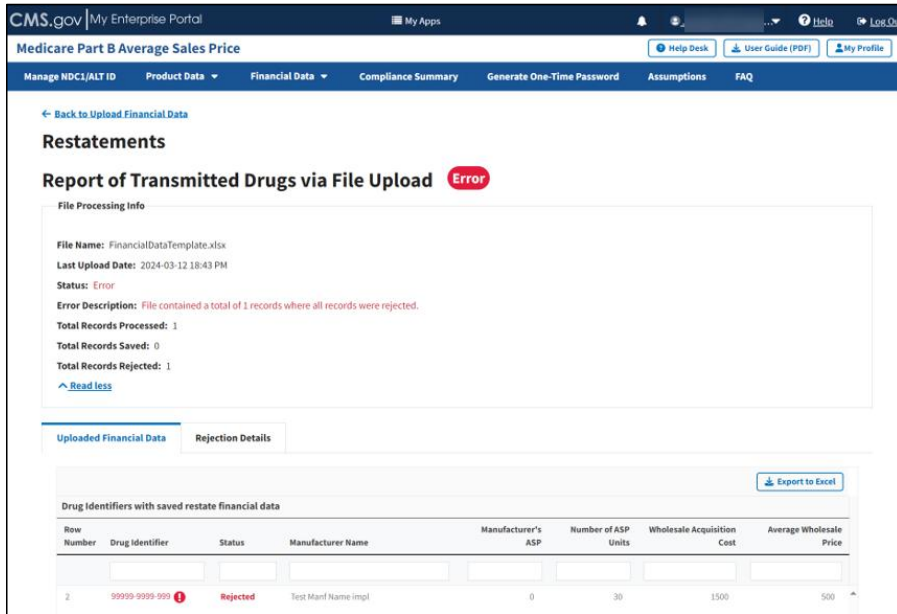 CMS.gov My Enterprise Portal My Apps Help Log Ou
Medicare Part B Average Sales Price Help Desk User Guide (PDF) My Profile
Manage NDC1/ALT ID Product Data Financial Data Compliance Summary Generate One-Time Password Assumptions FAQ
← Back to Upload Financial Data
Restatements
Report of Transmitted Drugs via File Upload Error
File Processing Info
File Name: FinancialDataTemplate.xlsx
Last Upload Date: 2024-03-12 18:43 PM
Status: Error
Error Description: File contained a total of 1 records where all records were rejected.
Total Records Processed: 1
Total Records Saved: 0
Total Records Rejected: 1
Read less
Uploaded Financial Data Rejection Details
Export to Excel
Drug Identifiers with saved restate financial data
Row Manufacturer's Number of ASP Wholesale Acquisition Average Wholesale
Number Drug Identifier Status Manufacturer Name ASP Units Cost Price
2 99999-9999-999 Rejected Test Manf Name impl 0 30 1500 500